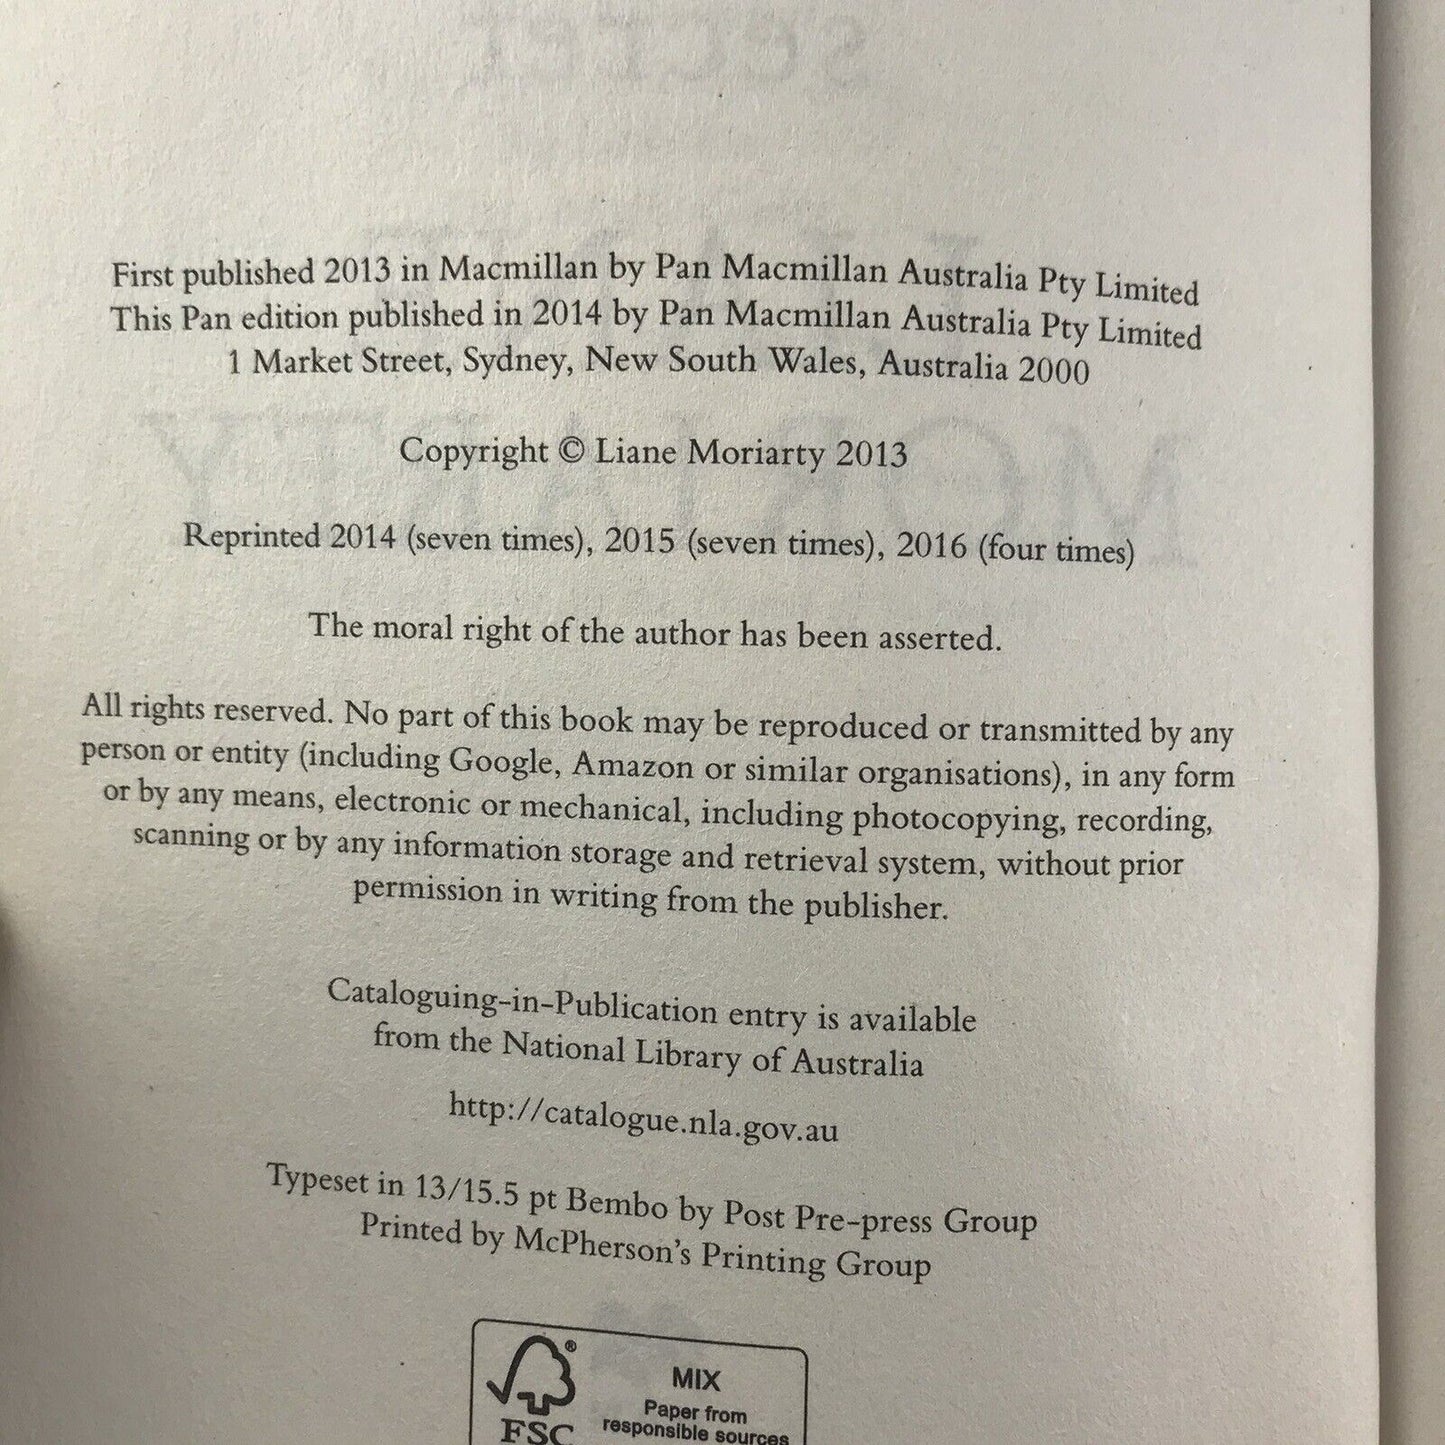 secret
MORIARTY
First published 2013 in Macmillan by Pan Macmillan Australia Pty Limited
This Pan edition published in 2014 by Pan Macmillan Australia Pty Limited
1 Market Street, Sydney, New South Wales, Australia 2000
Copyright © Liane Moriarty 2013
Reprinted 2014 (seven times), 2015 (seven times), 2016 (four times)
The moral right of the author has been asserted.
All rights reserved. No part of this book may be reproduced or transmitted by any
person or entity (including Google, Amazon or similar organisations), in any form
or by any means, electronic or mechanical, including photocopying, recording,
scanning or by any information storage and retrieval system, without prior
permission in writing from the publisher.
Cataloguing-in-Publication entry is available
from the National Library of Australia
http://catalogue.nla.gov.au
Typeset in 13/15.5 pt Bembo by Post Pre-press Group
Printed by McPherson's Printing Group
®
MIX
Paper from
responsible sources
FSC